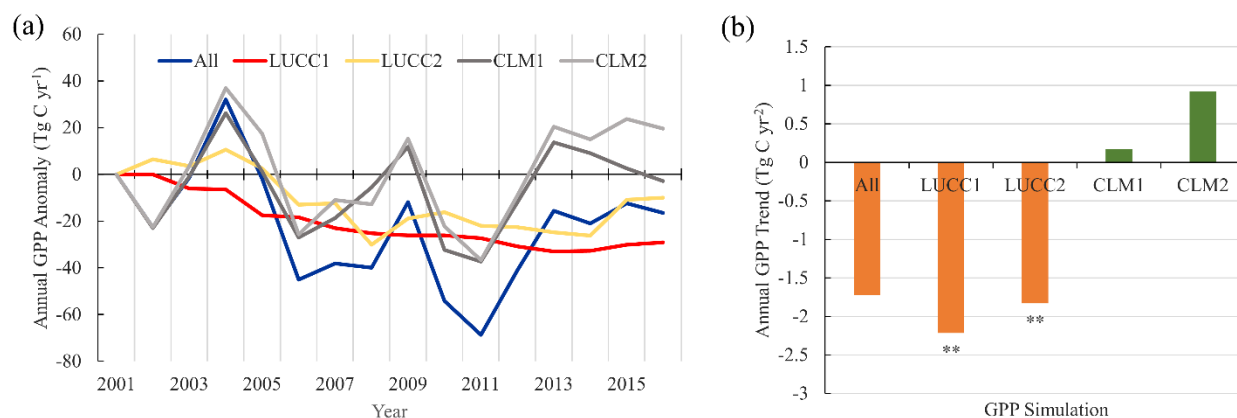 (a)
Annual GPP Anomaly (Tg C yr-1)
60
40
20
0
-20
-40
-60
-80
All LUCC1 LUCC2 CLM1 CLM2
2001 2003 2005 2007 2009 2011 2013 2015
Year
(b)
Annual GPP Trend (Tg C yr-2)
1.5
1
0.5
0
-0.5
-1
-1.5
-2
-2.5
-3
All LUCC1 LUCC2 CLM1 CLM2
**
**
GPP Simulation